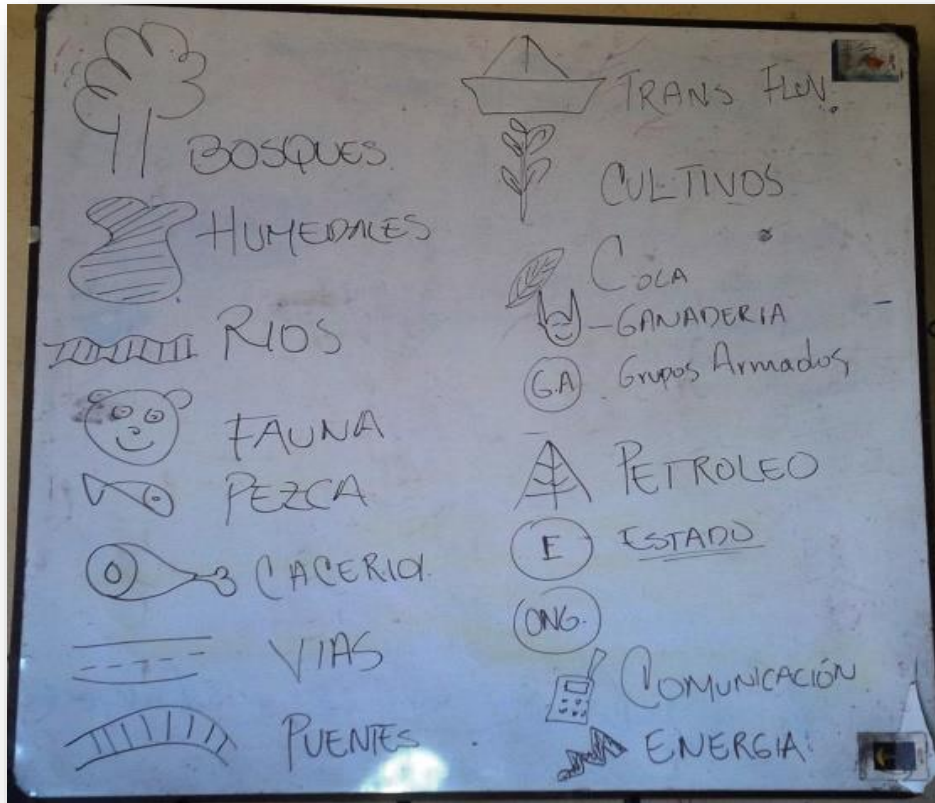 BOSQUES.
HUMEDALES
RIOS
FAUNA
PEZCA
CACERIA.
VIAS
PUENTES
TRANS FLUV.
CULTIVOS
COCA
-GANADERIA
G.A Grupos Armados,
PETROLEO
E ESTADO
ONG.
COMUNICACIÓN
ENERGIA